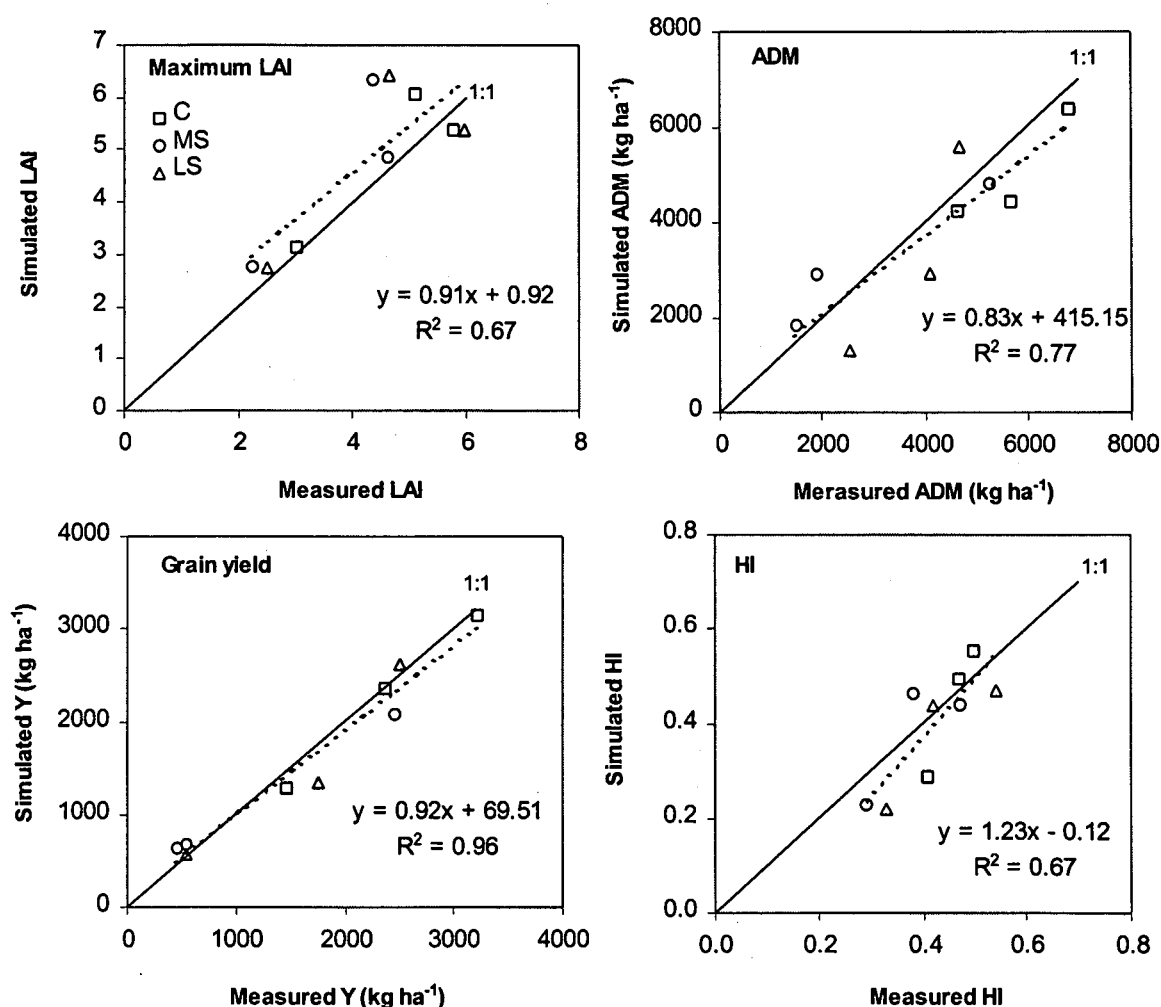 Maximum LAI
C
MS
LS
1:1
y = 0.91x + 0.92
R² = 0.67
Simulated LAI
7
6
5
4
3
2
1
0
0 2 4 6 8
Measured LAI
ADM
1:1
y = 0.83x + 415.15
R² = 0.77
Simulated ADM (kg ha⁻¹)
8000
6000
4000
2000
0
0 2000 4000 6000 8000
Merasured ADM (kg ha⁻¹)
Grain yield
1:1
y = 0.92x + 69.51
R² = 0.96
Simulated Y (kg ha⁻¹)
4000
3000
2000
1000
0
0 1000 2000 3000 4000
Measured Y (kg ha⁻¹)
HI
1:1
y = 1.23x - 0.12
R² = 0.67
Simulated HI
0.8
0.6
0.4
0.2
0.0
0.0 0.2 0.4 0.6 0.8
Measured HI